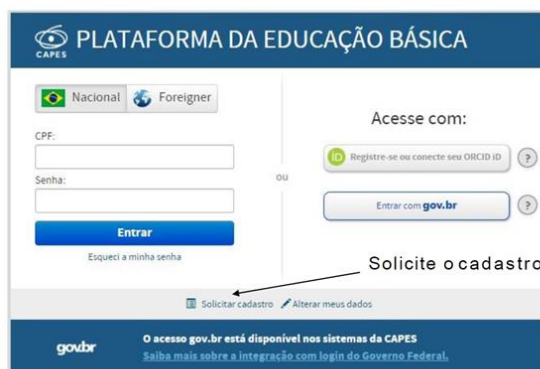 CAPES
PLATAFORMA DA EDUCAÇÃO BÁSICA
Nacional Foreigner
CPF:
Senha:
Entrar
Esqueci a minha senha
ou
Acesse com:
iD Registre-se ou conecte seu ORCID iD ?
Entrar com gov.br ?
Solicite o cadastro
Solicitar cadastro Alterar meus dados
gov.br
O acesso gov.br está disponível nos sistemas da CAPES
Saiba mais sobre a integração com login do Governo Federal.